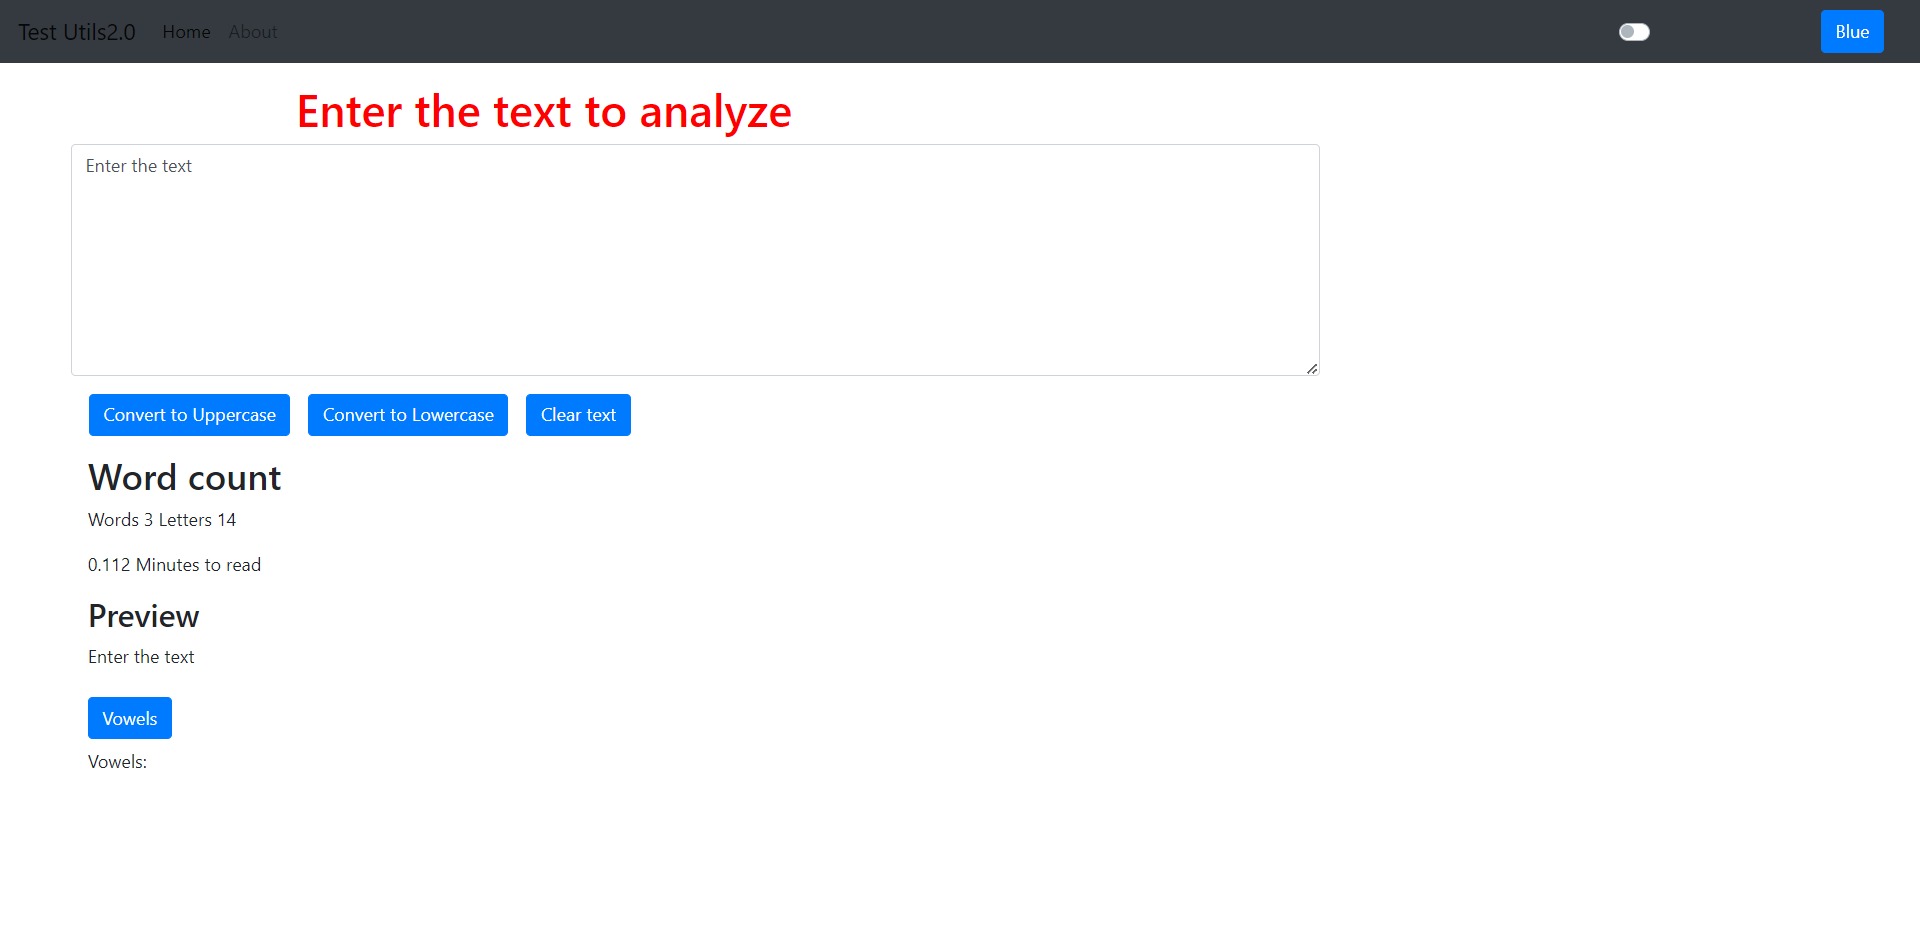 Test Utils2.0 Home About Blue
Enter the text to analyze
Enter the text
Convert to Uppercase Convert to Lowercase Clear text
Word count
Words 3 Letters 14
0.112 Minutes to read
Preview
Enter the text
Vowels
Vowels: